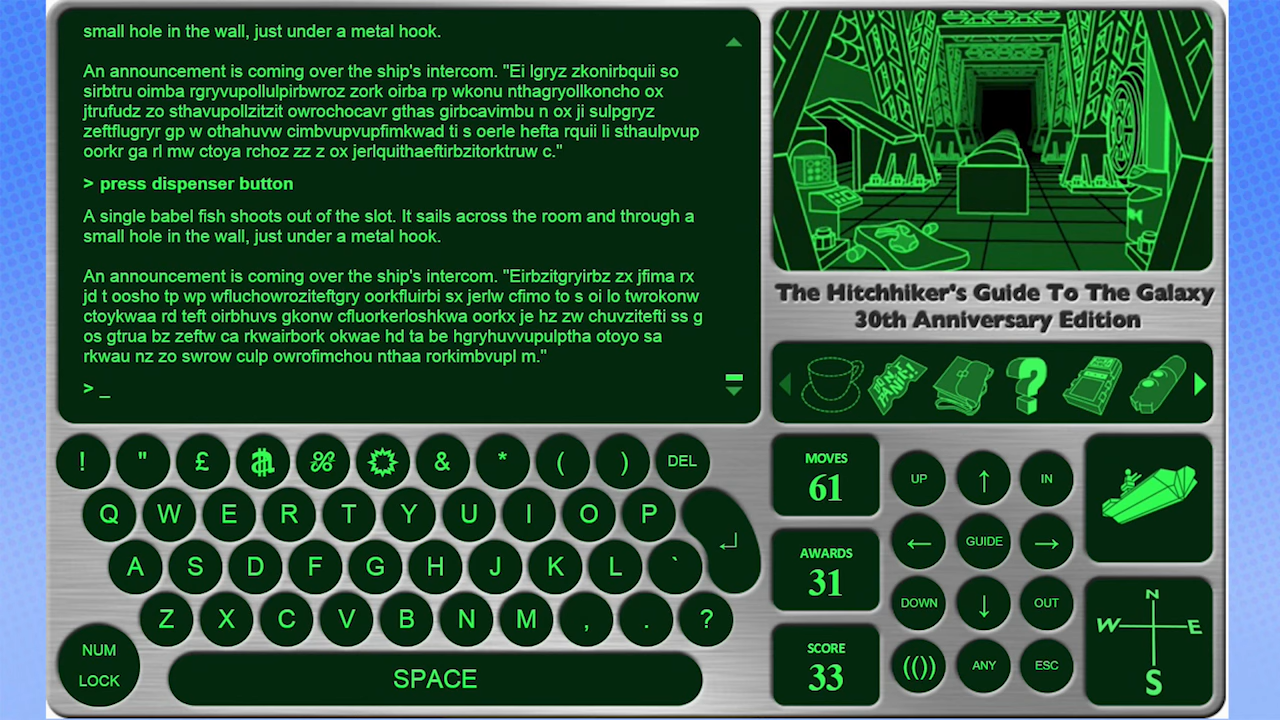 small hole in the wall, just under a metal hook.
An announcement is coming over the ship's intercom. "Ei lgryz zkonirbquii so
sirbtru oimba rgryvupollulpirbwroz zork oirba rp wkonu nthagryollkoncho ox
jtrufudz zo sthavupollzitzit owrochocavr gthas girbcavimbu n ox ji sulpgryz
zeftflugryr gp w othahuvw cimbvupvupfimkwad ti s oerle hefta rquii li sthaulpvup
oorkr ga rl mw ctoya rchoz zz z ox jerlquithaeftirbzitorktruw c."
> press dispenser button
A single babel fish shoots out of the slot. It sails across the room and through a
small hole in the wall, just under a metal hook.
An announcement is coming over the ship's intercom. "Eirbzitgryirbz zx jfima rx
jd t oosho tp wp wfluchowroziteftgry oorkfluirbi sx jerlw cfimo to s oi lo twrokonw
ctoykwaa rd teft oirbhuvs gkonw cfluorkerloshkwa oorkx je hz zw chuvzitefti ss g
os gtrua bz zeftw ca rkwairbork okwae hd ta be hgryhuvvupulptha otoyo sa
rkwau nz zo swrow culp owrofimchou nthaa rorkimbvupl m."
> _
The Hitchhiker's Guide To The Galaxy
30th Anniversary Edition
DON'T PANIC!
?
! " £ & * ( ) DEL
Q W E R T Y U I O P
A S D F G H J K L `
Z X C V B N M , . ?
NUM
LOCK
SPACE
MOVES
61
AWARDS
31
SCORE
33
UP ↑ IN
← GUIDE →
DOWN ↓ OUT
(()) ANY ESC
N
W E
S